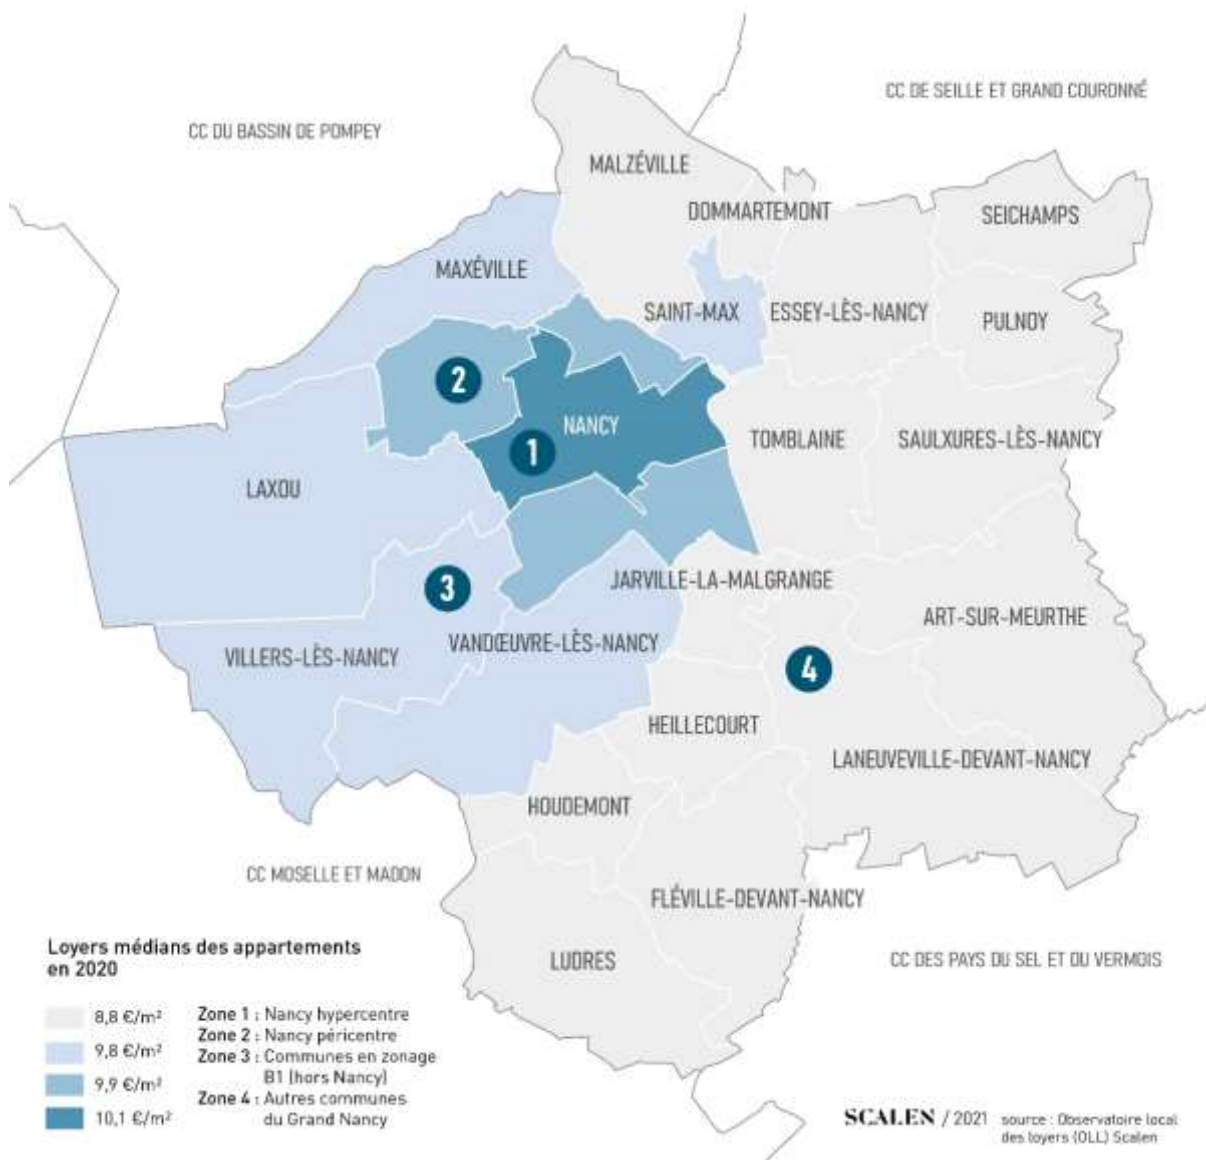 CC DE SEILLE ET GRAND COURONNÉ
CC DU BASSIN DE POMPEY
MALZÉVILLE
DOMMARTEMONT
SEICHAMPS
MAXÉVILLE
SAINT-MAX
ESSEY-LÈS-NANCY
PULNOY
2
NANCY
1
TOMBLAINE
SAULXURES-LÈS-NANCY
LAXOU
3
JARVILLE-LA-MALGRANGE
ART-SUR-MEURTHE
VILLERS-LÈS-NANCY
VANDŒUVRE-LÈS-NANCY
4
HEILLECOURT
LANEUVEVILLE-DEVANT-NANCY
HOUDEMONT
CC MOSELLE ET MADON
FLÉVILLE-DEVANT-NANCY
LUDRES
CC DES PAYS DU SEL ET DU VERMOIS
Loyers médians des appartements
en 2020
8,8 €/m²
9,8 €/m²
9,9 €/m²
10,1 €/m²
Zone 1 : Nancy hypercentre
Zone 2 : Nancy péricentre
Zone 3 : Communes en zonage
B1 (hors Nancy)
Zone 4 : Autres communes
du Grand Nancy
SCALEN / 2021 source : Observatoire local
des loyers (OLL) Scalen